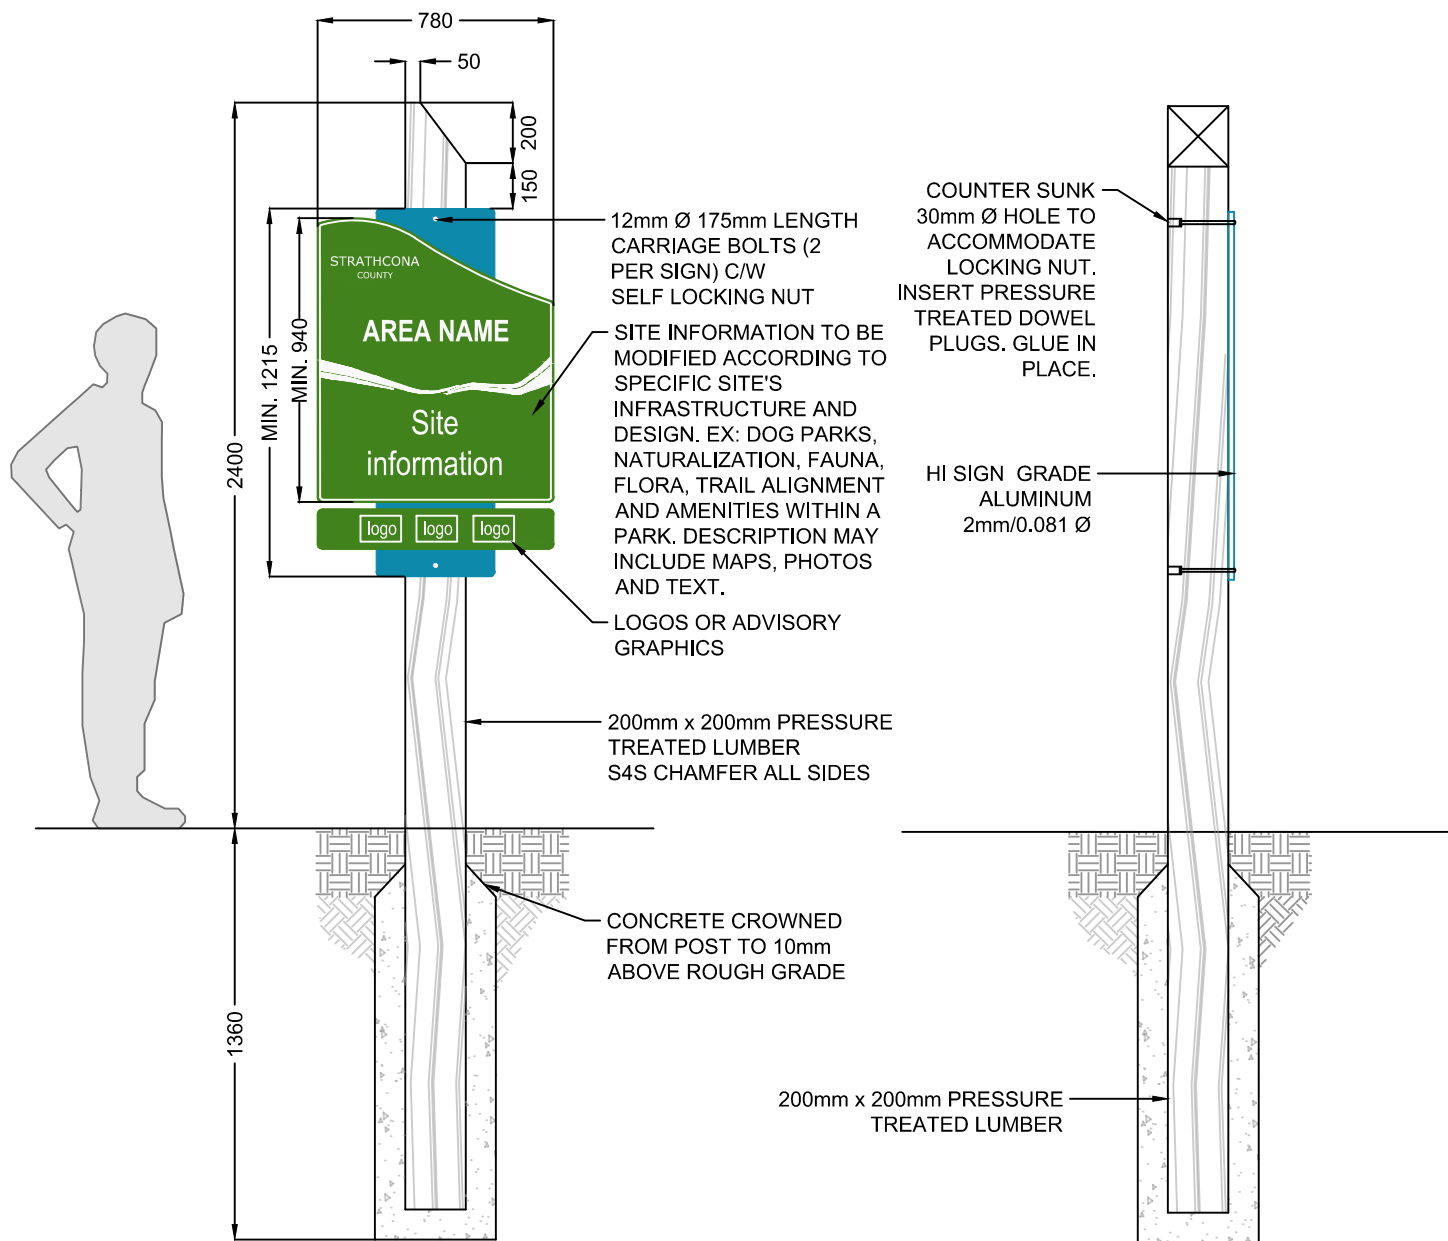 780
50
200
150
2400
MIN. 1215
MIN. 940
1360
STRATHCONA
COUNTY
AREA NAME
Site
information
logo logo logo
12mm Ø 175mm LENGTH
CARRIAGE BOLTS (2
PER SIGN) C/W
SELF LOCKING NUT
SITE INFORMATION TO BE
MODIFIED ACCORDING TO
SPECIFIC SITE'S
INFRASTRUCTURE AND
DESIGN. EX: DOG PARKS,
NATURALIZATION, FAUNA,
FLORA, TRAIL ALIGNMENT
AND AMENITIES WITHIN A
PARK. DESCRIPTION MAY
INCLUDE MAPS, PHOTOS
AND TEXT.
LOGOS OR ADVISORY
GRAPHICS
200mm x 200mm PRESSURE
TREATED LUMBER
S4S CHAMFER ALL SIDES
CONCRETE CROWNED
FROM POST TO 10mm
ABOVE ROUGH GRADE
COUNTER SUNK
30mm Ø HOLE TO
ACCOMMODATE
LOCKING NUT.
INSERT PRESSURE
TREATED DOWEL
PLUGS. GLUE IN
PLACE.
HI SIGN GRADE
ALUMINUM
2mm/0.081 Ø
200mm x 200mm PRESSURE
TREATED LUMBER